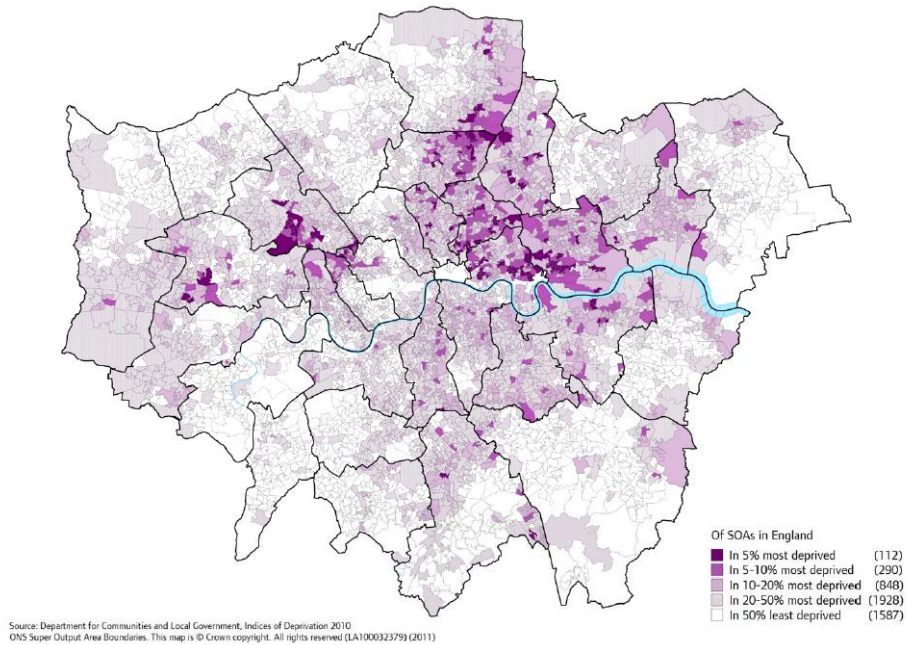 Of SOAs in England
In 5% most deprived (112)
In 5-10% most deprived (290)
In 10-20% most deprived (848)
In 20-50% most deprived (1928)
In 50% least deprived (1587)
Source: Department for Communities and Local Government, Indices of Deprivation 2010
ONS Super Output Area Boundaries. This map is © Crown copyright. All rights reserved (LA100032379) (2011)